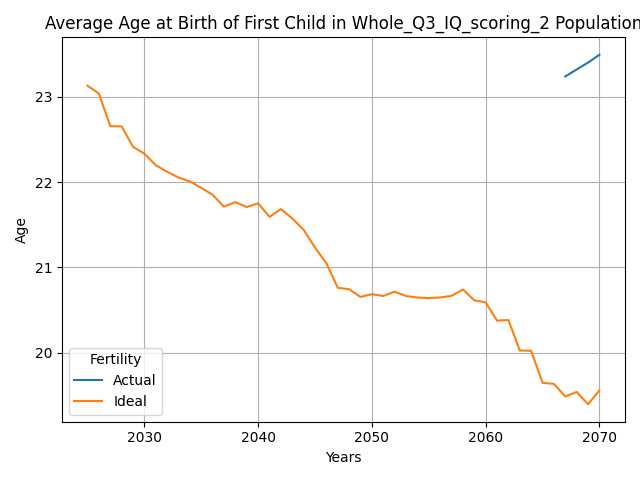 Average Age at Birth of First Child in Whole_Q3_IQ_scoring_2 Population
Age
23
22
21
20
Fertility
Actual
Ideal
2030 2040 2050 2060 2070
Years